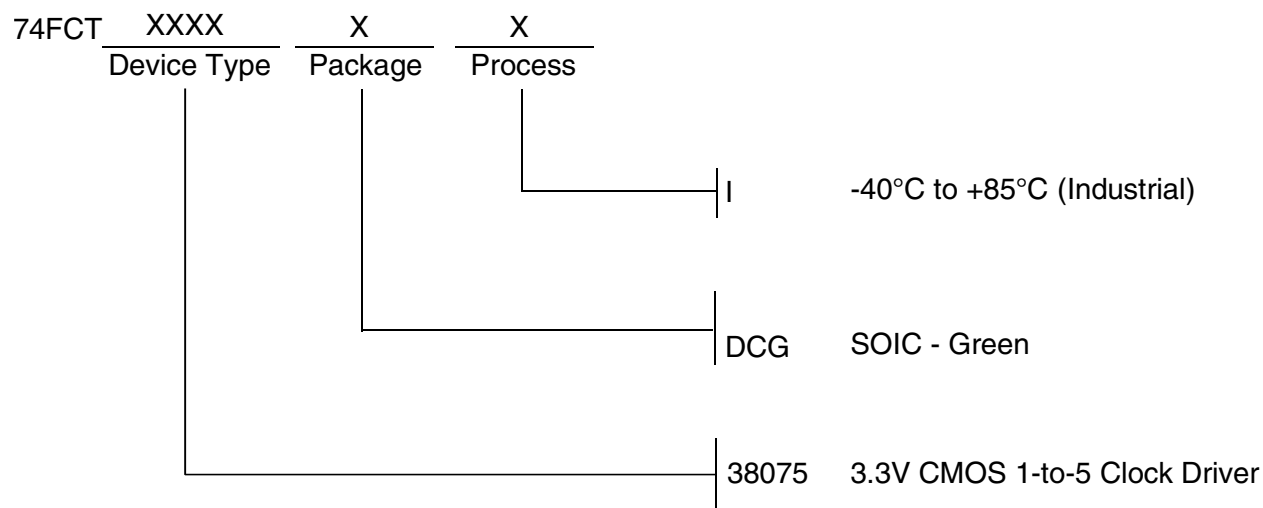 74FCT XXXX X X
Device Type Package Process
I -40°C to +85°C (Industrial)
DCG SOIC - Green
38075 3.3V CMOS 1-to-5 Clock Driver